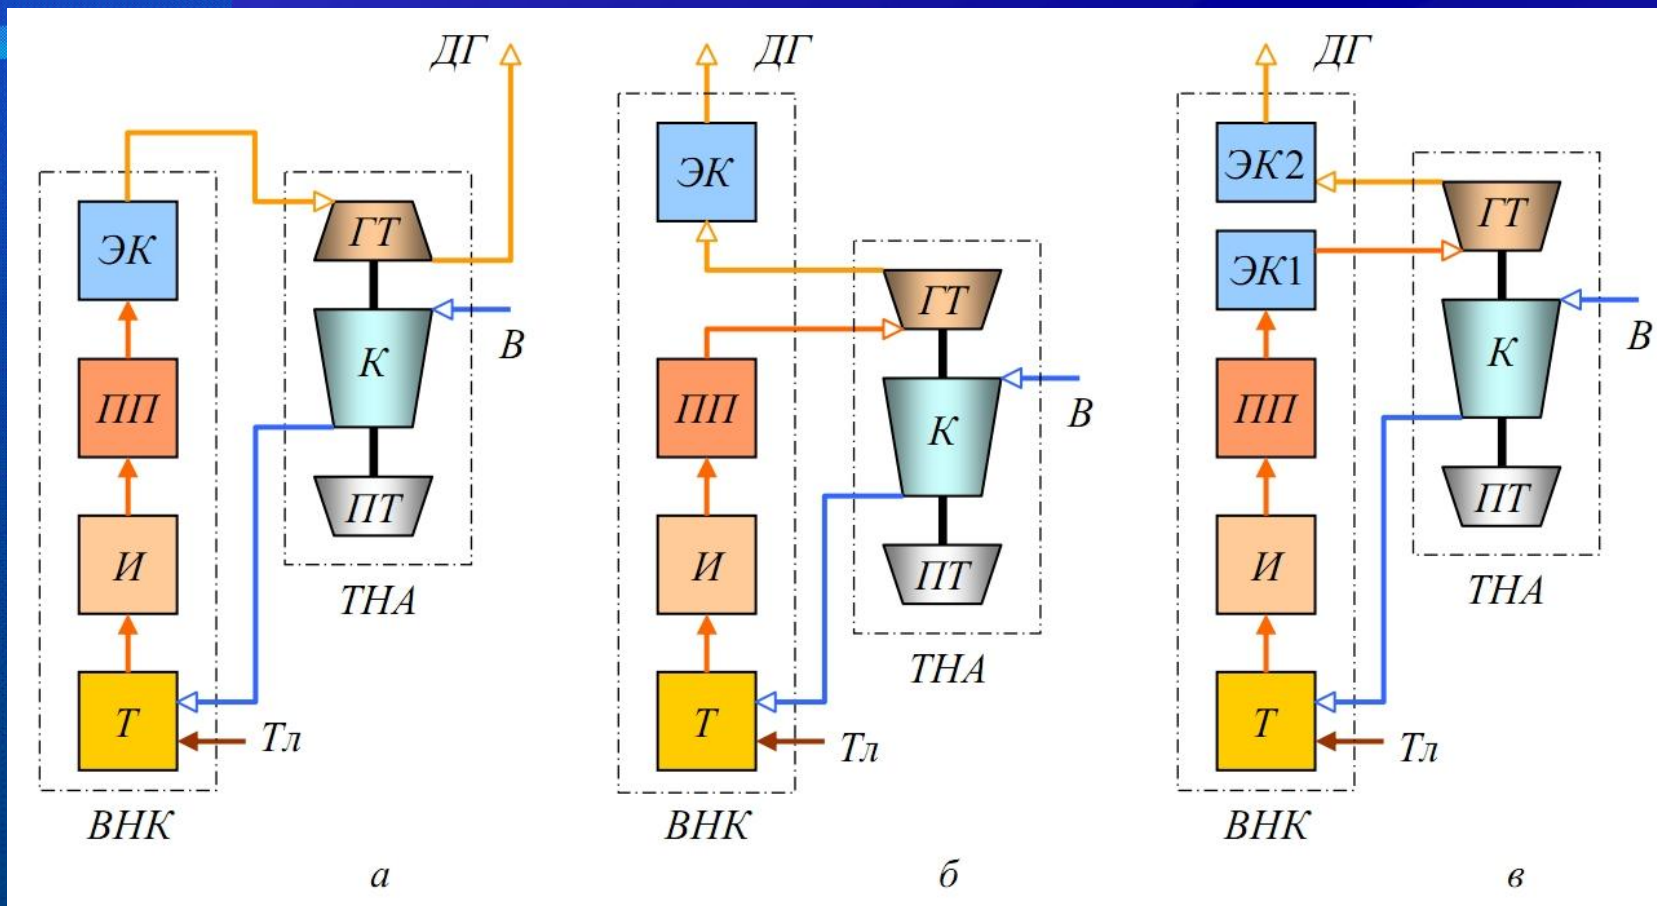 ДГ
ЭК
ГТ
К
В
ПП
ПТ
И
ТНА
Т
Тл
ВНК
а
ДГ
ЭК
ГТ
К
В
ПП
ПТ
И
ТНА
Т
Тл
ВНК
б
ДГ
ЭК2
ГТ
ЭК1
К
В
ПП
ПТ
И
ТНА
Т
Тл
ВНК
в